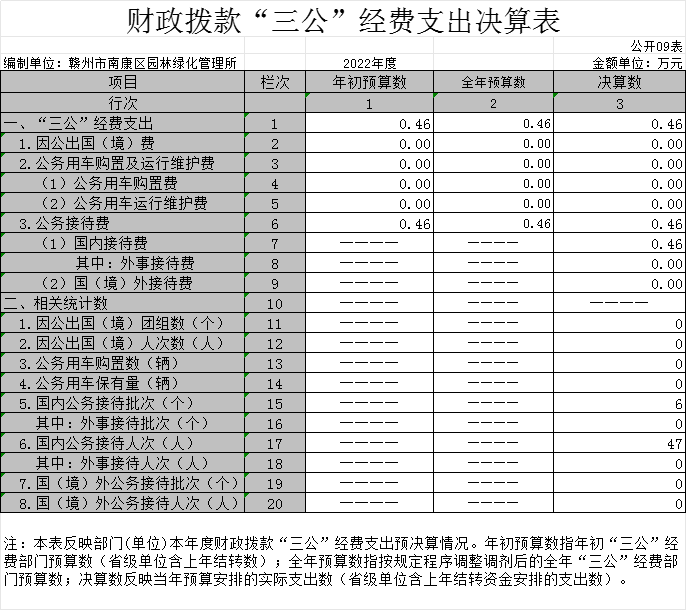 财政拨款“三公”经费支出决算表
公开09表
编制单位：赣州市南康区园林绿化管理所 2022年度 金额单位：万元
项目 栏次 年初预算数 全年预算数 决算数
行次 1 2 3
一、“三公”经费支出 1 0.46 0.46 0.46
1.因公出国（境）费 2 0.00 0.00 0.00
2.公务用车购置及运行维护费 3 0.00 0.00 0.00
（1）公务用车购置费 4 0.00 0.00 0.00
（2）公务用车运行维护费 5 0.00 0.00 0.00
3.公务接待费 6 0.46 0.46 0.46
（1）国内接待费 7 ———— ———— 0.46
其中：外事接待费 8 ———— ———— 0.00
（2）国（境）外接待费 9 ———— ———— 0.00
二、相关统计数 10 ———— ———— ————
1.因公出国（境）团组数（个） 11 ———— ———— 0
2.因公出国（境）人次数（人） 12 ———— ———— 0
3.公务用车购置数（辆） 13 ———— ———— 0
4.公务用车保有量（辆） 14 ———— ———— 0
5.国内公务接待批次（个） 15 ———— ———— 6
其中：外事接待批次（个） 16 ———— ———— 0
6.国内公务接待人次（人） 17 ———— ———— 47
其中：外事接待人次（人） 18 ———— ———— 0
7.国（境）外公务接待批次（个） 19 ———— ———— 0
8.国（境）外公务接待人次（人） 20 ———— ———— 0
注：本表反映部门(单位)本年度财政拨款“三公”经费支出预决算情况。年初预算数指年初“三公”经
费部门预算数（省级单位含上年结转数）；全年预算数指按规定程序调整调剂后的全年“三公”经费部
门预算数；决算数反映当年预算安排的实际支出数（省级单位含上年结转资金安排的支出数）。